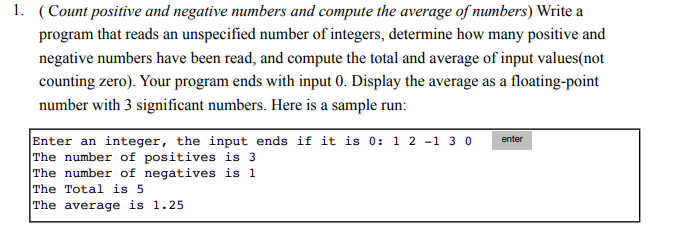 1. ( Count positive and negative numbers and compute the average of numbers) Write a
program that reads an unspecified number of integers, determine how many positive and
negative numbers have been read, and compute the total and average of input values(not
counting zero). Your program ends with input 0. Display the average as a floating-point
number with 3 significant numbers. Here is a sample run:
Enter an integer, the input ends if it is 0: 1 2 -1 3 0 enter
The number of positives is 3
The number of negatives is 1
The Total is 5
The average is 1.25